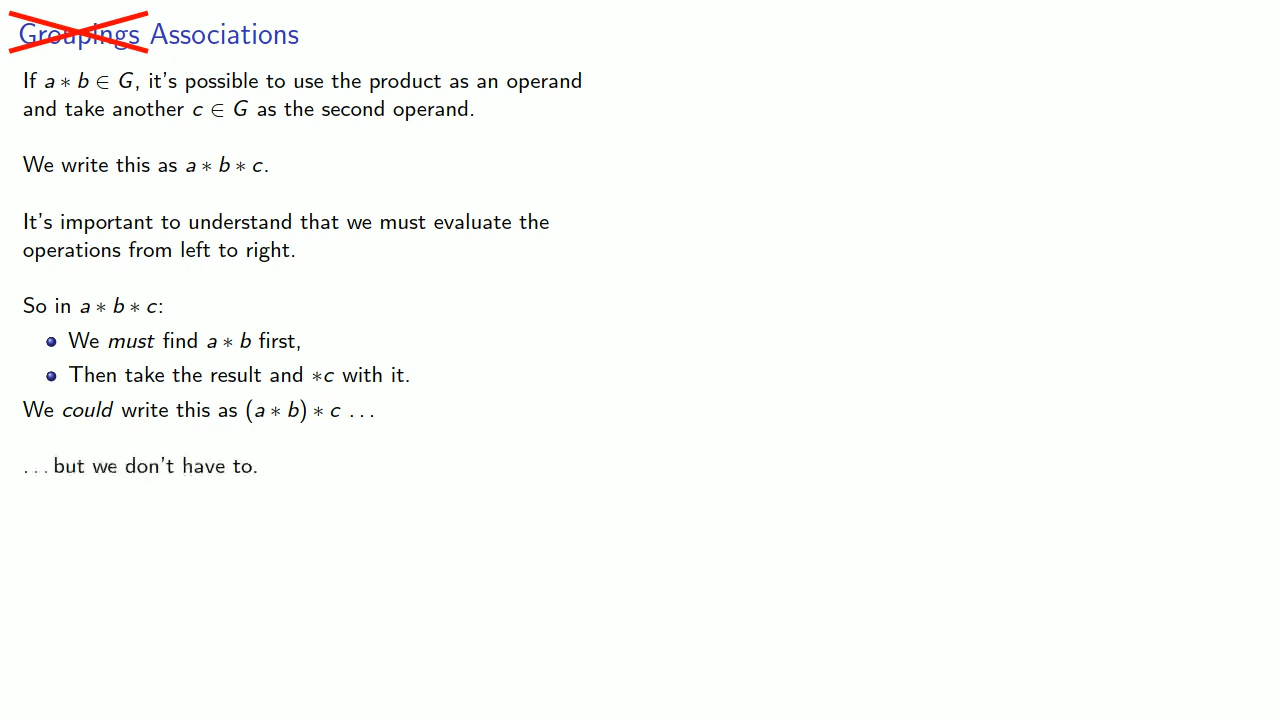 Groupings Associations
If a ∗ b ∈ G, it's possible to use the product as an operand
and take another c ∈ G as the second operand.
We write this as a ∗ b ∗ c.
It's important to understand that we must evaluate the
operations from left to right.
So in a ∗ b ∗ c:
We must find a ∗ b first,
Then take the result and ∗c with it.
We could write this as (a ∗ b) ∗ c ...
...but we don't have to.